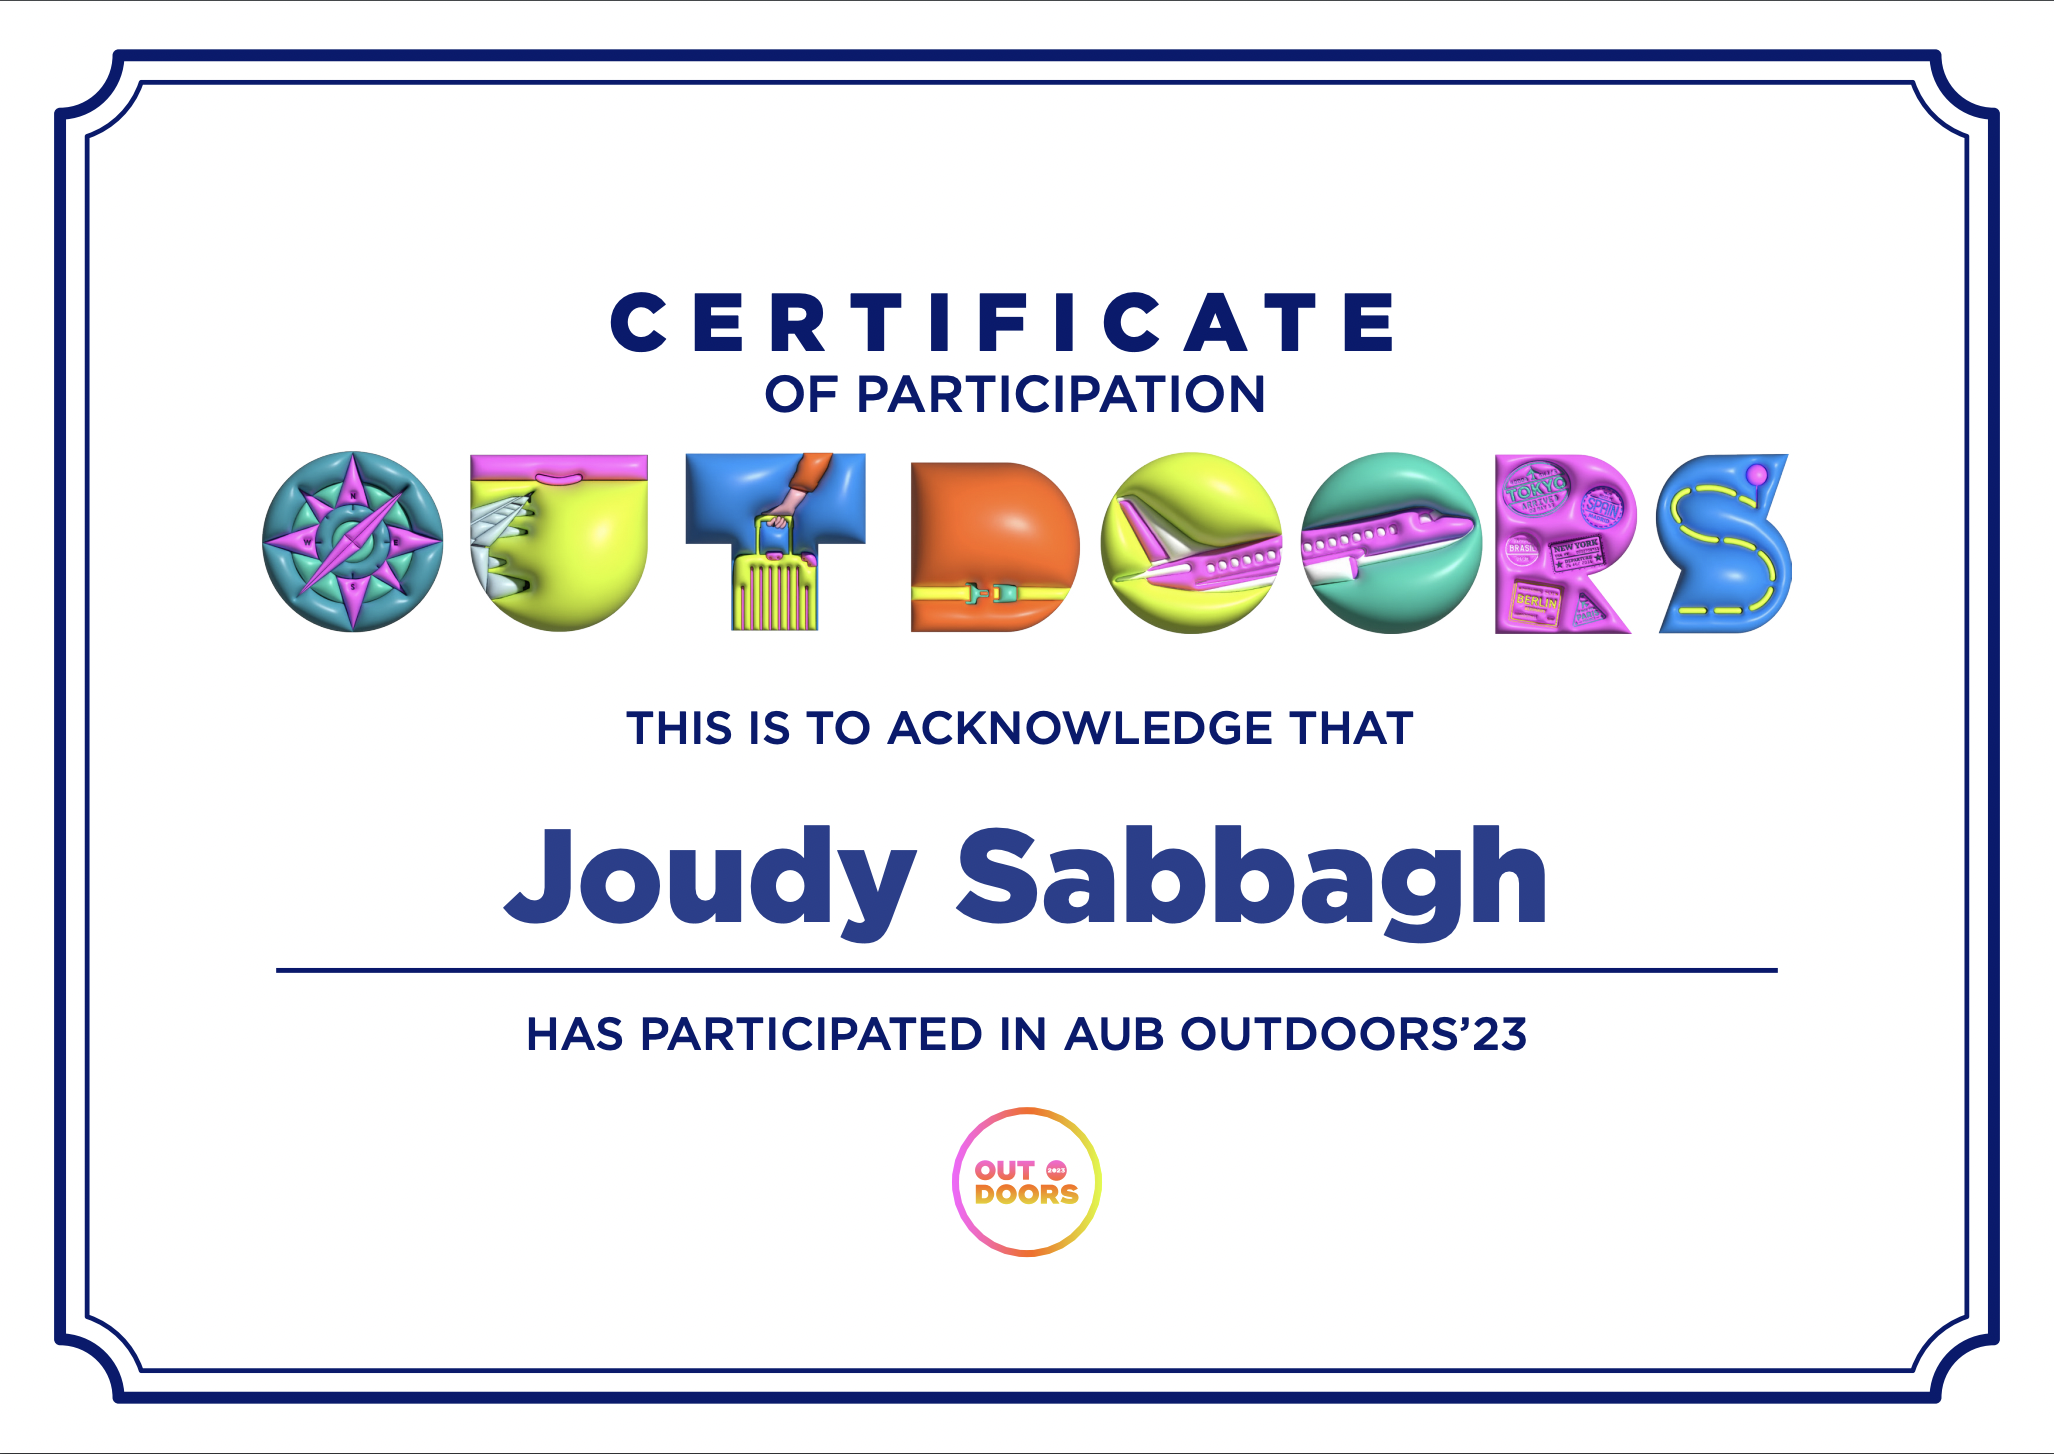 CERTIFICATE
OF PARTICIPATION
OUTDOORS
N
W E
S
TOKYO
SPAIN
BRASIL
NEW YORK
BERLIN
THIS IS TO ACKNOWLEDGE THAT
Joudy Sabbagh
HAS PARTICIPATED IN AUB OUTDOORS’23
OUT 2023
DOORS